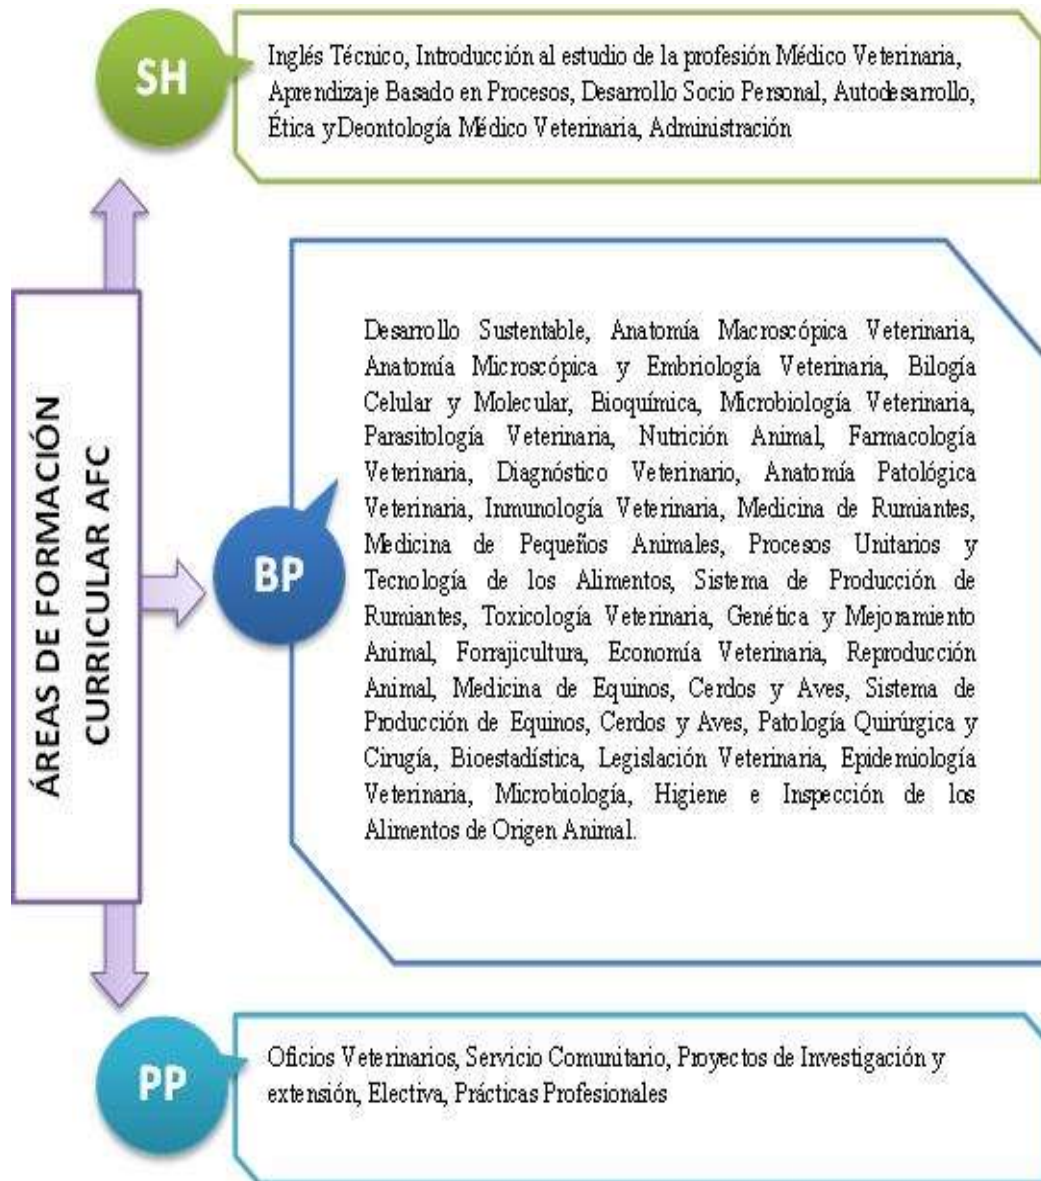 SH
Inglés Técnico, Introducción al estudio de la profesión Médico Veterinaria,
Aprendizaje Basado en Procesos, Desarrollo Socio Personal, Autodesarrollo,
Ética y Deontología Médico Veterinaria, Administración
ÁREAS DE FORMACIÓN
CURRICULAR AFC
BP
Desarrollo Sustentable, Anatomía Macroscópica Veterinaria,
Anatomía Microscópica y Embriología Veterinaria, Bilogía
Celular y Molecular, Bioquímica, Microbiología Veterinaria,
Parasitología Veterinaria, Nutrición Animal, Farmacología
Veterinaria, Diagnóstico Veterinario, Anatomía Patológica
Veterinaria, Inmunología Veterinaria, Medicina de Rumiantes,
Medicina de Pequeños Animales, Procesos Unitarios y
Tecnología de los Alimentos, Sistema de Producción de
Rumiantes, Toxicología Veterinaria, Genética y Mejoramiento
Animal, Forrajicultura, Economía Veterinaria, Reproducción
Animal, Medicina de Equinos, Cerdos y Aves, Sistema de
Producción de Equinos, Cerdos y Aves, Patología Quirúrgica y
Cirugía, Bioestadística, Legislación Veterinaria, Epidemiología
Veterinaria, Microbiología, Higiene e Inspección de los
Alimentos de Origen Animal.
PP
Oficios Veterinarios, Servicio Comunitario, Proyectos de Investigación y
extensión, Electiva, Prácticas Profesionales